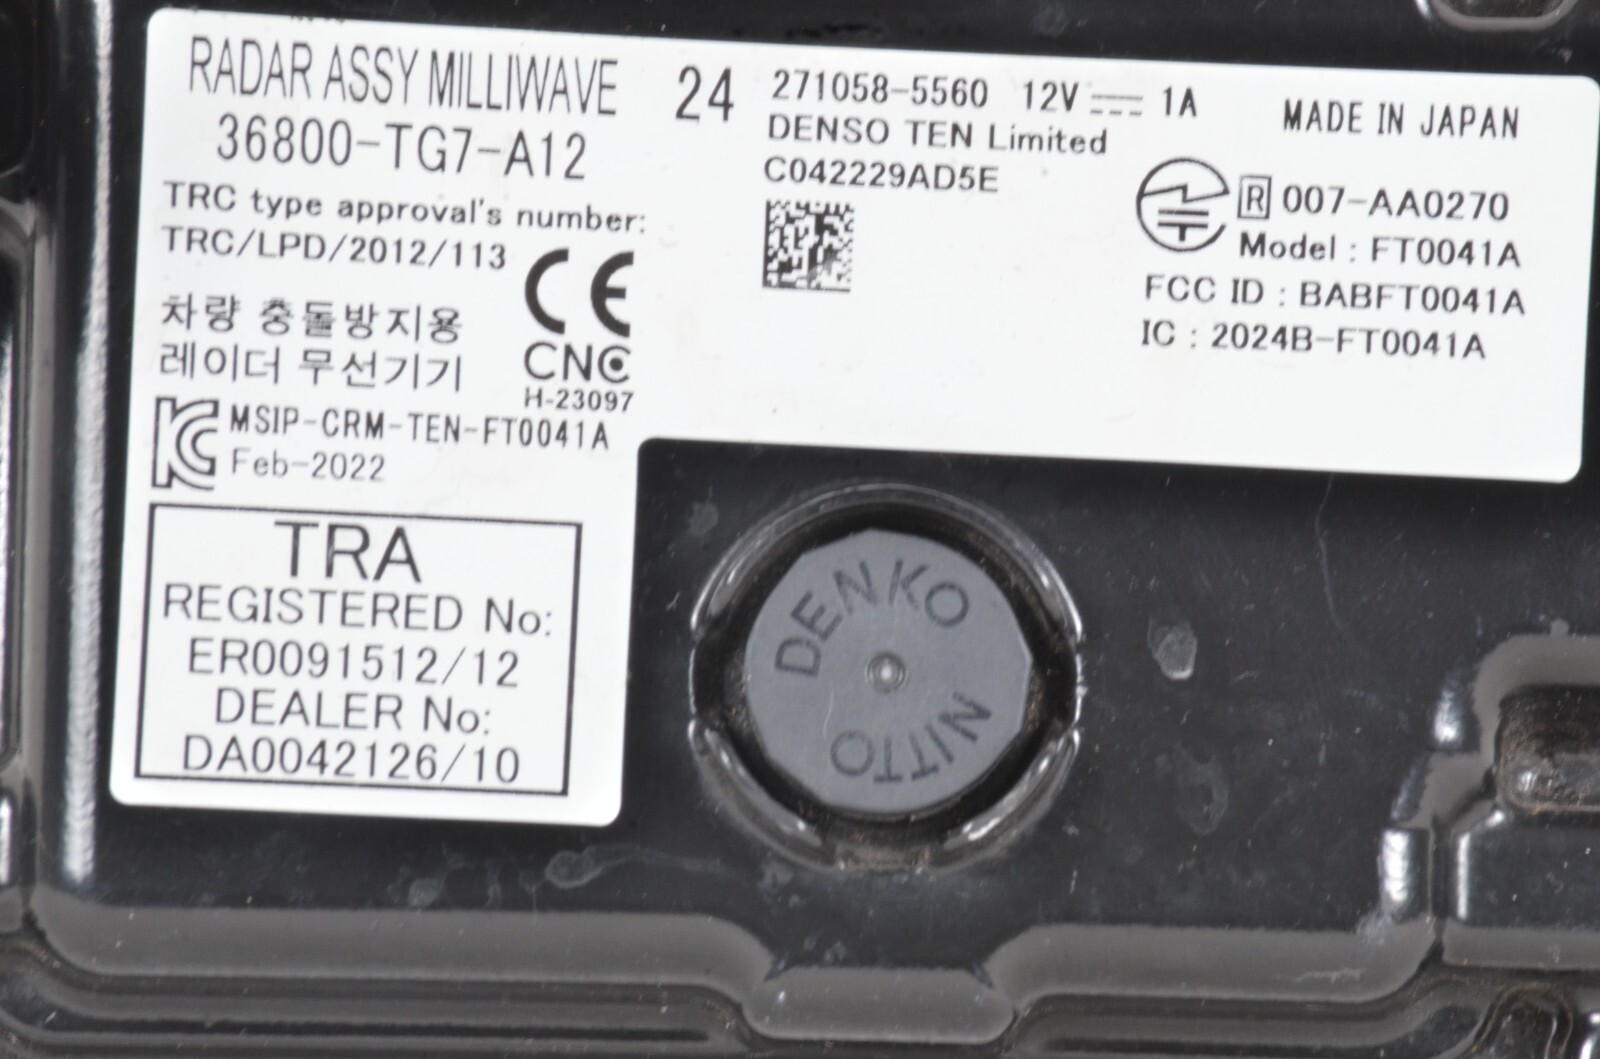 RADAR ASSY MILLIWAVE
36800-TG7-A12
TRC type approval's number:
TRC/LPD/2012/113
차량 충돌방지용
레이더 무선기기
CE
CNC
H-23097
KC
MSIP-CRM-TEN-FT0041A
Feb-2022
TRA
REGISTERED No:
ER0091512/12
DEALER No:
DA0042126/10
24
271058-5560 12V ⎓ 1A
DENSO TEN Limited
C042229AD5E
MADE IN JAPAN
R 007-AA0270
Model : FT0041A
FCC ID : BABFT0041A
IC : 2024B-FT0041A
DENKO
NITTO